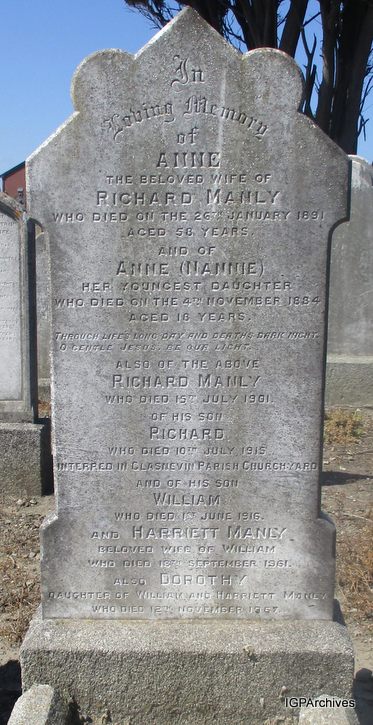 In
Loving Memory
of
ANNE
THE BELOVED WIFE OF
RICHARD MANLY
WHO DIED ON THE 26TH JANUARY 1891
AGED 58 YEARS.
AND OF
ANNE (NANNIE)
HER YOUNGEST DAUGHTER
WHO DIED ON THE 4TH NOVEMBER 1884
AGED 18 YEARS.
THROUGH LIFE'S LONG DAY AND DEATH'S DARK NIGHT,
O GENTLE JESUS, BE OUR LIGHT.
ALSO OF THE ABOVE
RICHARD MANLY
WHO DIED 15TH JULY 1901.
OF HIS SON
RICHARD,
WHO DIED 10TH JULY 1915.
INTERRED IN GLASNEVIN PARISH CHURCHYARD
AND OF HIS SON
WILLIAM
WHO DIED 1ST JUNE 1916.
AND HARRIETT MANLY
BELOVED WIFE OF WILLIAM
WHO DIED 18TH SEPTEMBER 1961.
ALSO DOROTHY
DAUGHTER OF WILLIAM AND HARRIETT MANLY
WHO DIED 12TH NOVEMBER 1967.
IGPArchives